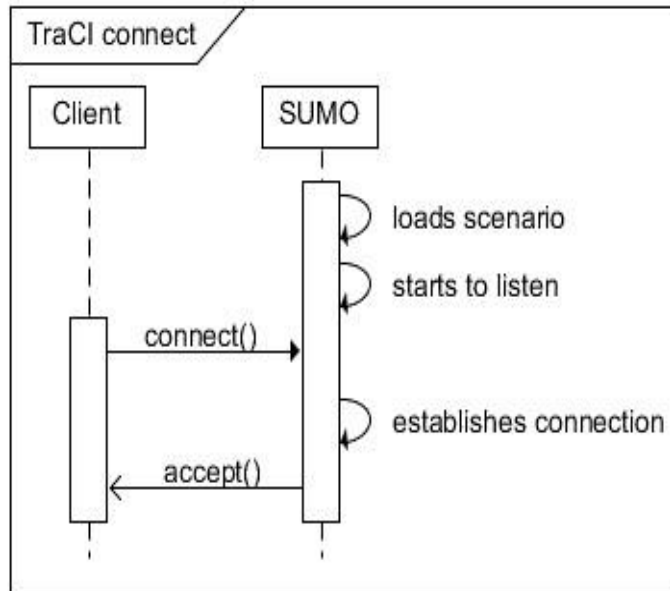 TraCI connect
Client
SUMO
loads scenario
starts to listen
connect()
establishes connection
accept()